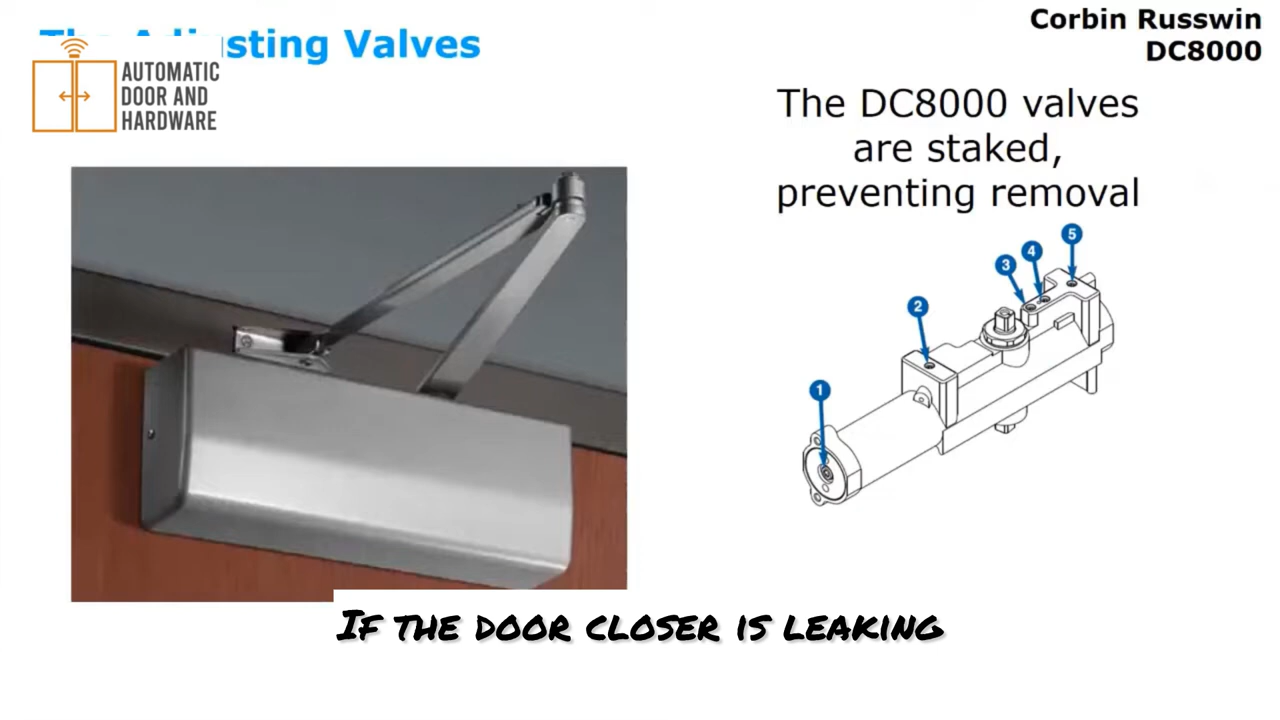 sting Valves
AUTOMATIC
DOOR AND
HARDWARE
Corbin Russwin
DC8000
The DC8000 valves
are staked,
preventing removal
1
2
3
4
5
IF THE DOOR CLOSER IS LEAKING